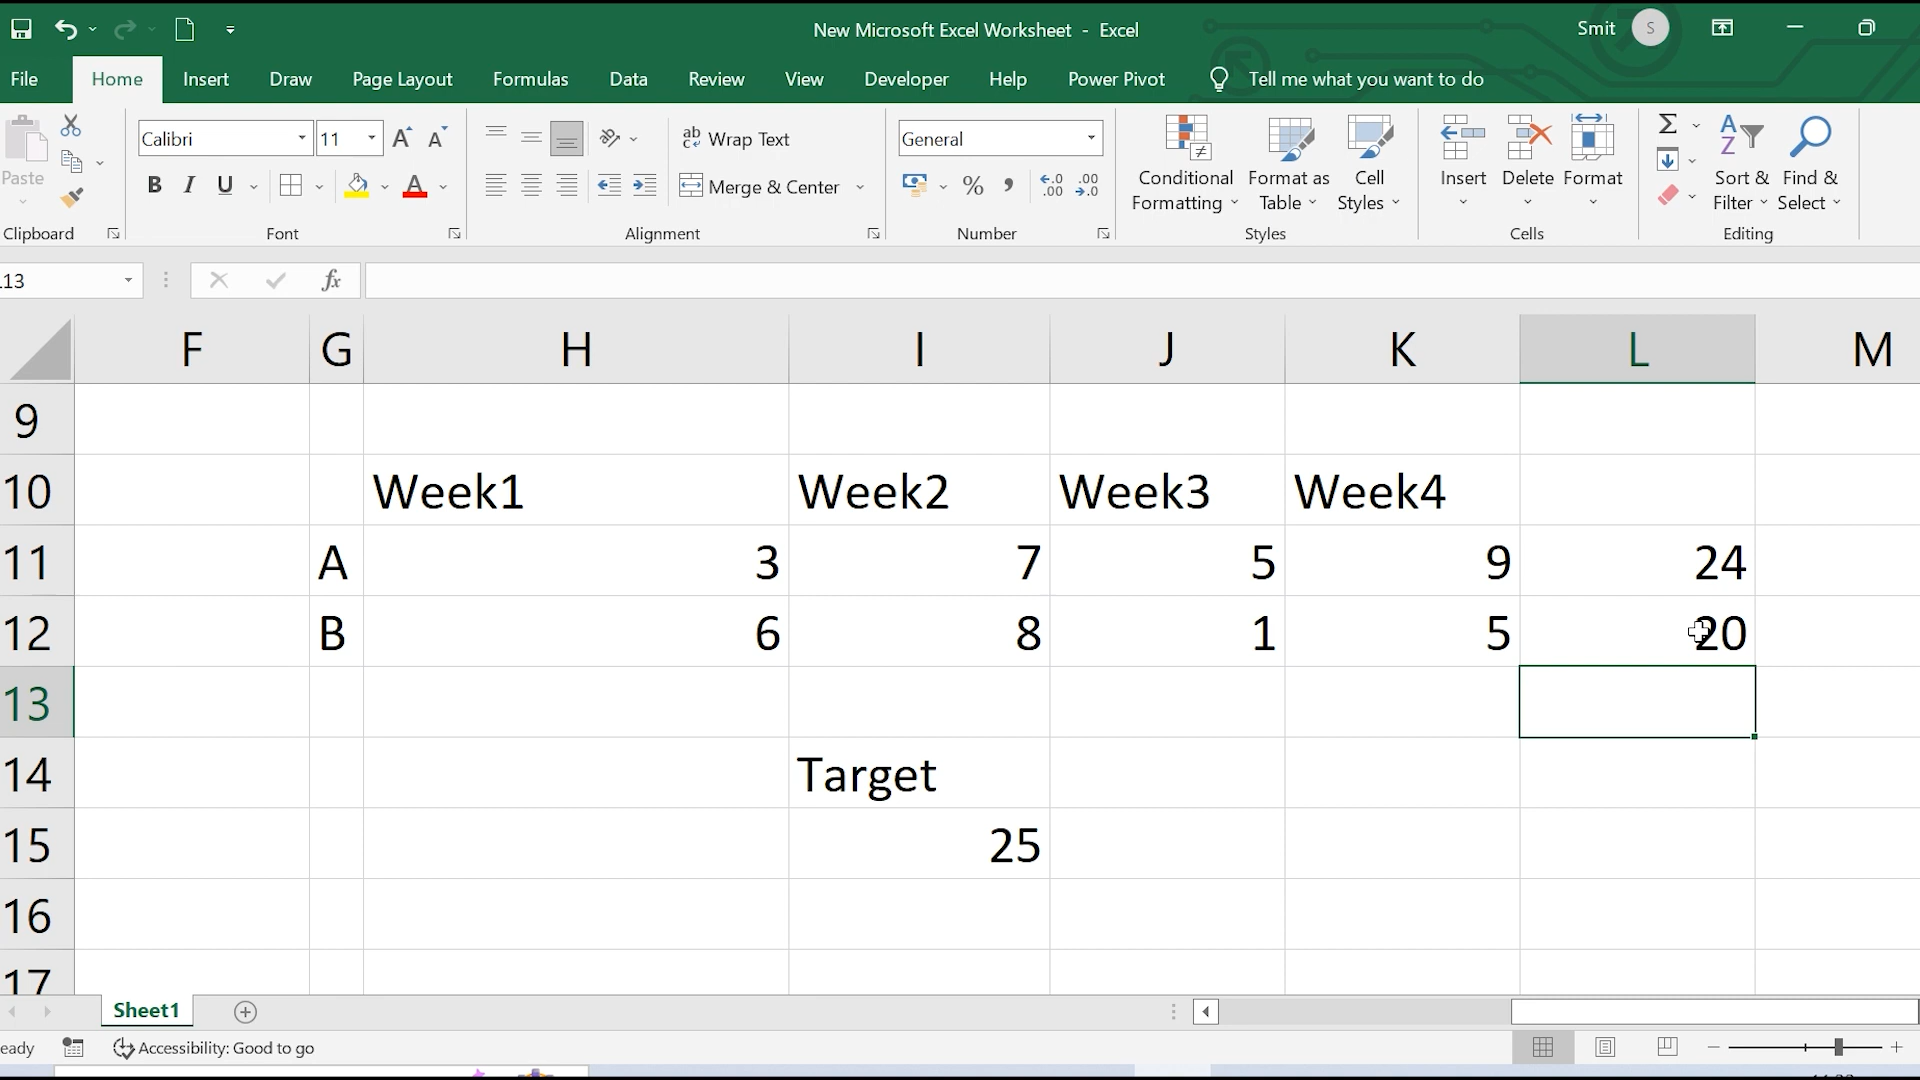 New Microsoft Excel Worksheet - Excel
Smit
S
File Home Insert Draw Page Layout Formulas Data Review View Developer Help Power Pivot Tell me what you want to do
Calibri 11
ab Wrap Text
General
Paste
B I U
Merge & Center
% 9
Conditional Formatting
Format as Table
Cell Styles
Insert Delete Format
Sort & Filter
Find & Select
Clipboard Font Alignment Number Styles Cells Editing
13
fx
F G H I J K L M
9
10 Week1 Week2 Week3 Week4
11 A 3 7 5 9 24
12 B 6 8 1 5 20
13
14 Target
15 25
16
17
Sheet1
eady
Accessibility: Good to go